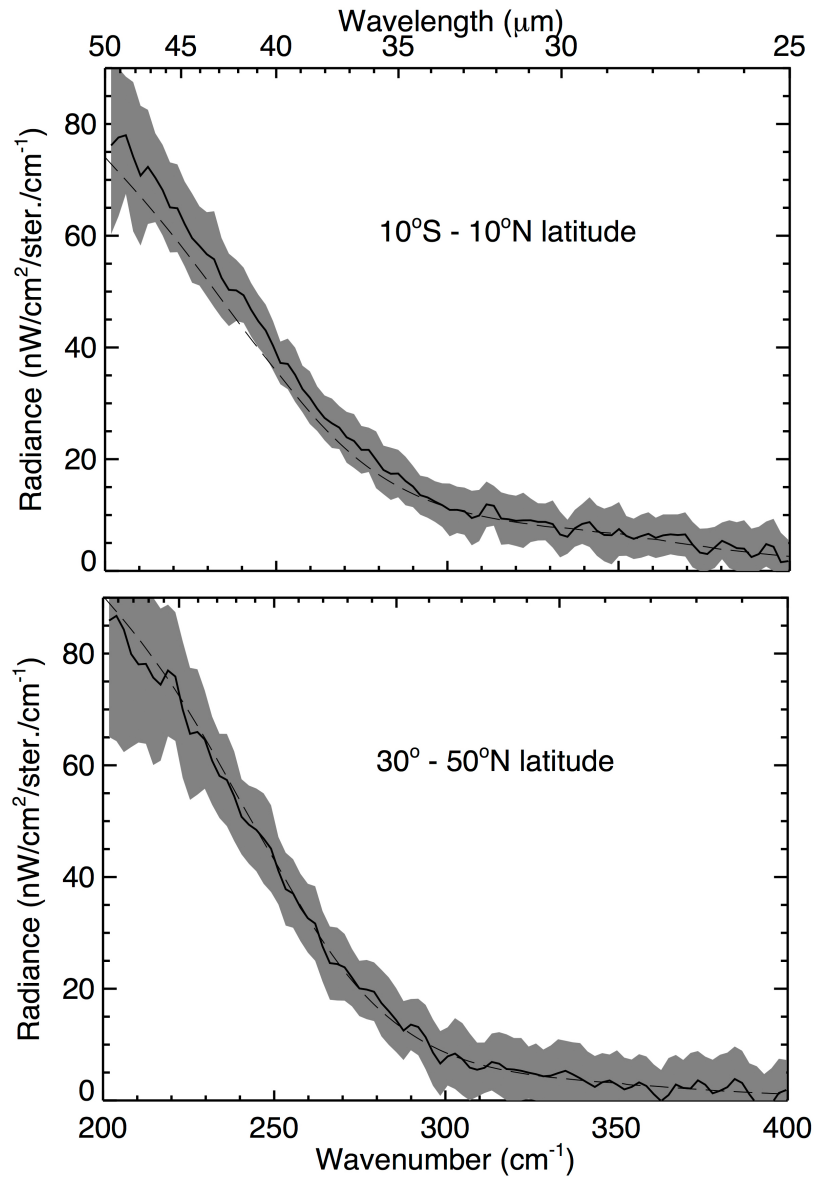 Wavelength (μm)
50 45 40 35 30 25
80
60
40
20
0
Radiance (nW/cm²/ster./cm⁻¹)
10°S - 10°N latitude
80
60
40
20
0
Radiance (nW/cm²/ster./cm⁻¹)
30° - 50°N latitude
200 250 300 350 400
Wavenumber (cm⁻¹)